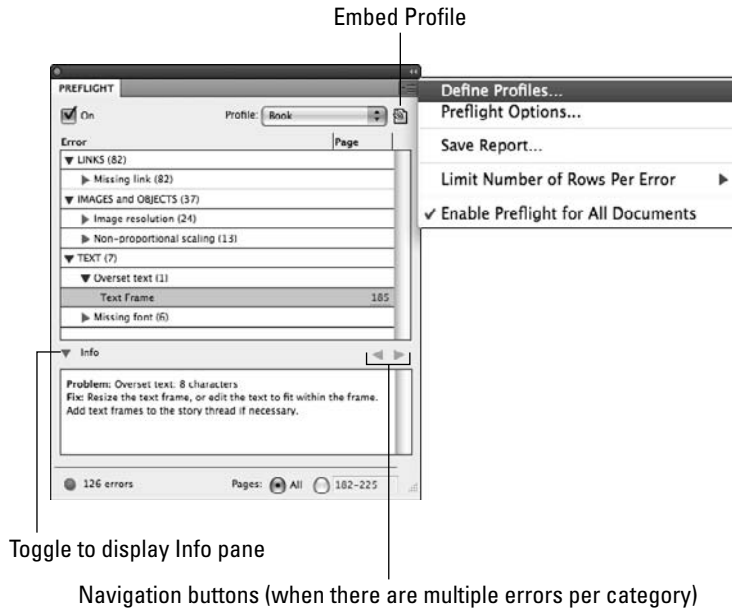 Embed Profile
PREFLIGHT
On
Profile: Book
Error
Page
LINKS (82)
Missing link (82)
IMAGES and OBJECTS (37)
Image resolution (24)
Non-proportional scaling (13)
TEXT (7)
Overset text (1)
Text Frame 185
Missing font (6)
Info
Problem: Overset text: 8 characters
Fix: Resize the text frame, or edit the text to fit within the frame.
Add text frames to the story thread if necessary.
126 errors
Pages: All 182-225
Define Profiles...
Preflight Options...
Save Report...
Limit Number of Rows Per Error
Enable Preflight for All Documents
Toggle to display Info pane
Navigation buttons (when there are multiple errors per category)